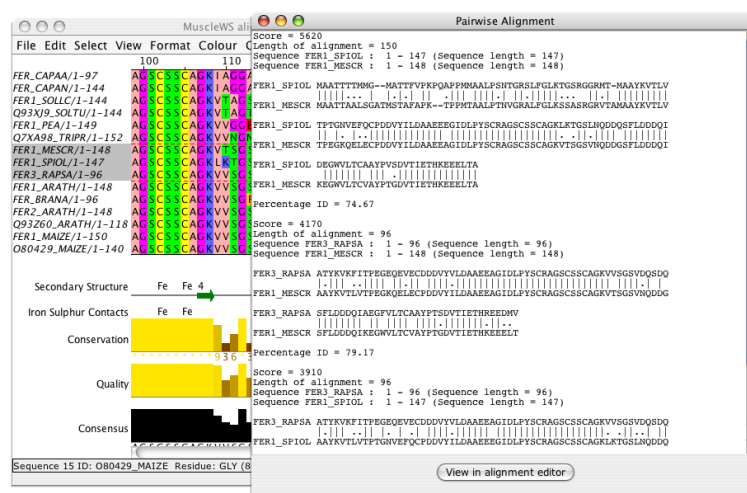 MuscleWS ali
File Edit Select View Format Colour C
100 110
FER_CAPAA/1-97
FER_CAPAN/1-144
FER1_SOLLC/1-144
Q93XJ9_SOLTU/1-144
FER1_PEA/1-149
Q7XA98_TRIPR/1-152
FER1_MESCR/1-148
FER1_SPIOL/1-147
FER3_RAPSA/1-96
FER1_ARATH/1-148
FER_BRANA/1-96
FER2_ARATH/1-148
Q93Z60_ARATH/1-118
FER1_MAIZE/1-150
O80429_MAIZE/1-140
Secondary Structure Fe Fe 4
Iron Sulphur Contacts Fe Fe
Conservation
9 3 6
Quality
Consensus
Sequence 15 ID: O80429_MAIZE Residue: GLY (8
Pairwise Alignment
Score = 5620
Length of alignment = 150
Sequence FER1_SPIOL : 1 - 147 (Sequence length = 147)
Sequence FER1_MESCR : 1 - 148 (Sequence length = 148)
FER1_SPIOL MAATTTTMMG--MATTFVPKPQAPPMMAALPSNTGRSLFGLKTGSRGGRMT-MAAYKVTLV
FER1_MESCR MAATTAALSGATMSTAFAPK--TPPMTAALPTNVGRALFGLKSSASRGRVTAMAAYKVTLV
FER1_SPIOL TPTGNVEFQCPDDVYILDAAEEEGIDLPYSCRAGSCSSCAGKLKTGSLNQDDQSFLDDDQI
FER1_MESCR TPEGKQELECPDDVYILDAAEEAGIDLPYSCRAGSCSSCAGKVTSGSVNQDDGSFLDDDQI
FER1_SPIOL DEGWVLTCAAYPVSDVTIETHKEEELTA
FER1_MESCR KEGWVLTCVAYPTGDVTIETHKEEELTA
Percentage ID = 74.67
Score = 4170
Length of alignment = 96
Sequence FER3_RAPSA : 1 - 96 (Sequence length = 96)
Sequence FER1_MESCR : 1 - 148 (Sequence length = 148)
FER3_RAPSA ATYKVKFITPEGEQEVECDDDVYVLDAAEEAGIDLPYSCRAGSCSSCAGKVVSGSVDQSDQ
FER1_MESCR AAYKVTLVTPEGKQELECPDDVYILDAAEEAGIDLPYSCRAGSCSSCAGKVTSGSVNQDDG
FER3_RAPSA SFLDDDQIAEGFVLTCAAYPTSDVTIETHREEDMV
FER1_MESCR SFLDDDQIKEGWVLTCVAYPTGDVTIETHKEEELT
Percentage ID = 79.17
Score = 3910
Length of alignment = 96
Sequence FER3_RAPSA : 1 - 96 (Sequence length = 96)
Sequence FER1_SPIOL : 1 - 147 (Sequence length = 147)
FER3_RAPSA ATYKVKFITPEGEQEVECDDDVYVLDAAEEAGIDLPYSCRAGSCSSCAGKVVSGSVDQSDQ
FER1_SPIOL AAYKVTLVTPTGNVEFQCPDDVYILDAAEEEGIDLPYSCRAGSCSSCAGKLKTGSLNQDDQ
View in alignment editor